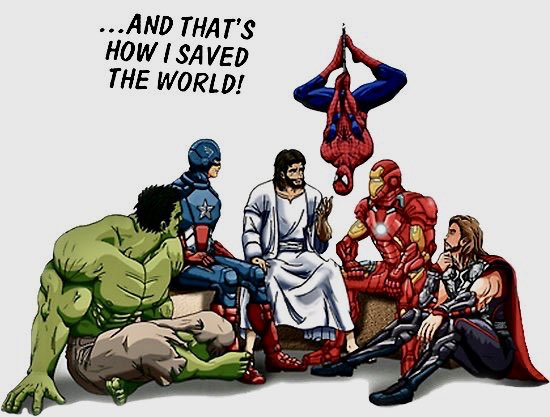 ...AND THAT'S
HOW I SAVED
THE WORLD!